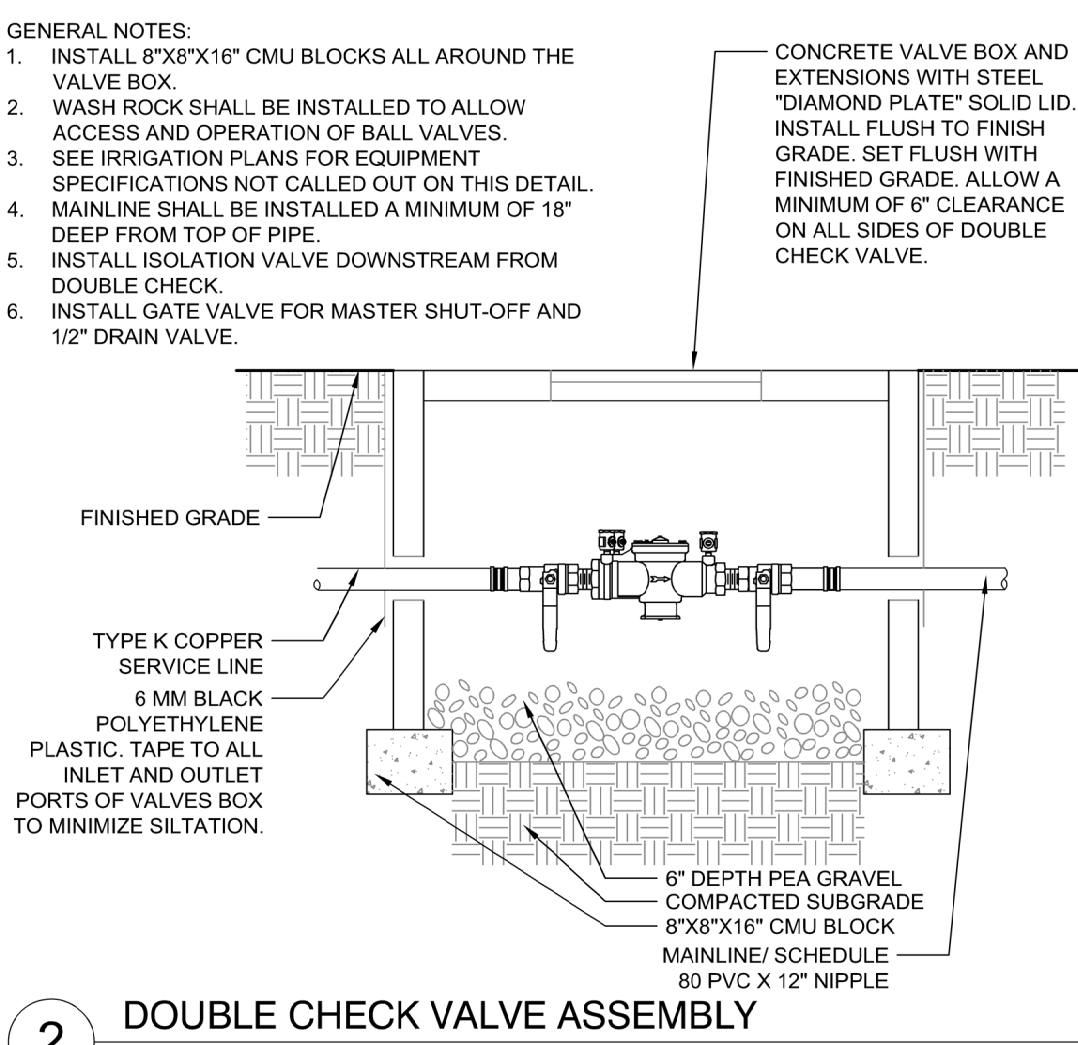 GENERAL NOTES:
1. INSTALL 8"X8"X16" CMU BLOCKS ALL AROUND THE
VALVE BOX.
2. WASH ROCK SHALL BE INSTALLED TO ALLOW
ACCESS AND OPERATION OF BALL VALVES.
3. SEE IRRIGATION PLANS FOR EQUIPMENT
SPECIFICATIONS NOT CALLED OUT ON THIS DETAIL.
4. MAINLINE SHALL BE INSTALLED A MINIMUM OF 18"
DEEP FROM TOP OF PIPE.
5. INSTALL ISOLATION VALVE DOWNSTREAM FROM
DOUBLE CHECK.
6. INSTALL GATE VALVE FOR MASTER SHUT-OFF AND
1/2" DRAIN VALVE.
CONCRETE VALVE BOX AND
EXTENSIONS WITH STEEL
"DIAMOND PLATE" SOLID LID.
INSTALL FLUSH TO FINISH
GRADE. SET FLUSH WITH
FINISHED GRADE. ALLOW A
MINIMUM OF 6" CLEARANCE
ON ALL SIDES OF DOUBLE
CHECK VALVE.
FINISHED GRADE
TYPE K COPPER
SERVICE LINE
6 MM BLACK
POLYETHYLENE
PLASTIC. TAPE TO ALL
INLET AND OUTLET
PORTS OF VALVES BOX
TO MINIMIZE SILTATION.
6" DEPTH PEA GRAVEL
COMPACTED SUBGRADE
8"X8"X16" CMU BLOCK
MAINLINE/ SCHEDULE
80 PVC X 12" NIPPLE
2
DOUBLE CHECK VALVE ASSEMBLY